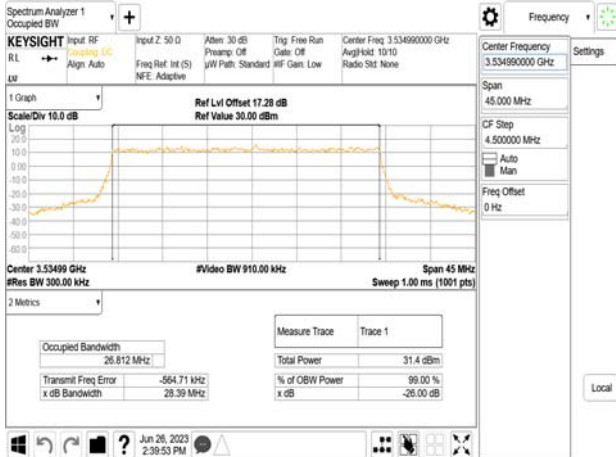 Spectrum Analyzer 1
Occupied BW
Frequency
KEYSIGHT
RL
Input: RF
Coupling: DC
Align: Auto
Input Z: 50 Ω
Freq Ref: Int (S)
NFE: Adaptive
Atten: 30 dB
Preamp: Off
µW Path: Standard
Trig: Free Run
Gate: Off
#IF Gain: Low
Center Freq: 3.534990000 GHz
Avg|Hold: 10/10
Radio Std: None
Center Frequency
3.534990000 GHz
Settings
Span
45.000 MHz
CF Step
4.500000 MHz
Auto
Man
Freq Offset
0 Hz
1 Graph
Scale/Div 10.0 dB
Ref Lvl Offset 17.28 dB
Ref Value 30.00 dBm
Log
20.0
10.0
0.00
-10.0
-20.0
-30.0
-40.0
-50.0
-60.0
Center 3.53499 GHz
#Res BW 300.00 kHz
#Video BW 910.00 kHz
Span 45 MHz
Sweep 1.00 ms (1001 pts)
2 Metrics
Measure Trace Trace 1
Occupied Bandwidth
26.812 MHz
Total Power 31.4 dBm
Transmit Freq Error -564.71 kHz
% of OBW Power 99.00 %
x dB Bandwidth 28.39 MHz
x dB -26.00 dB
Local
Jun 26, 2023
2:39:53 PM